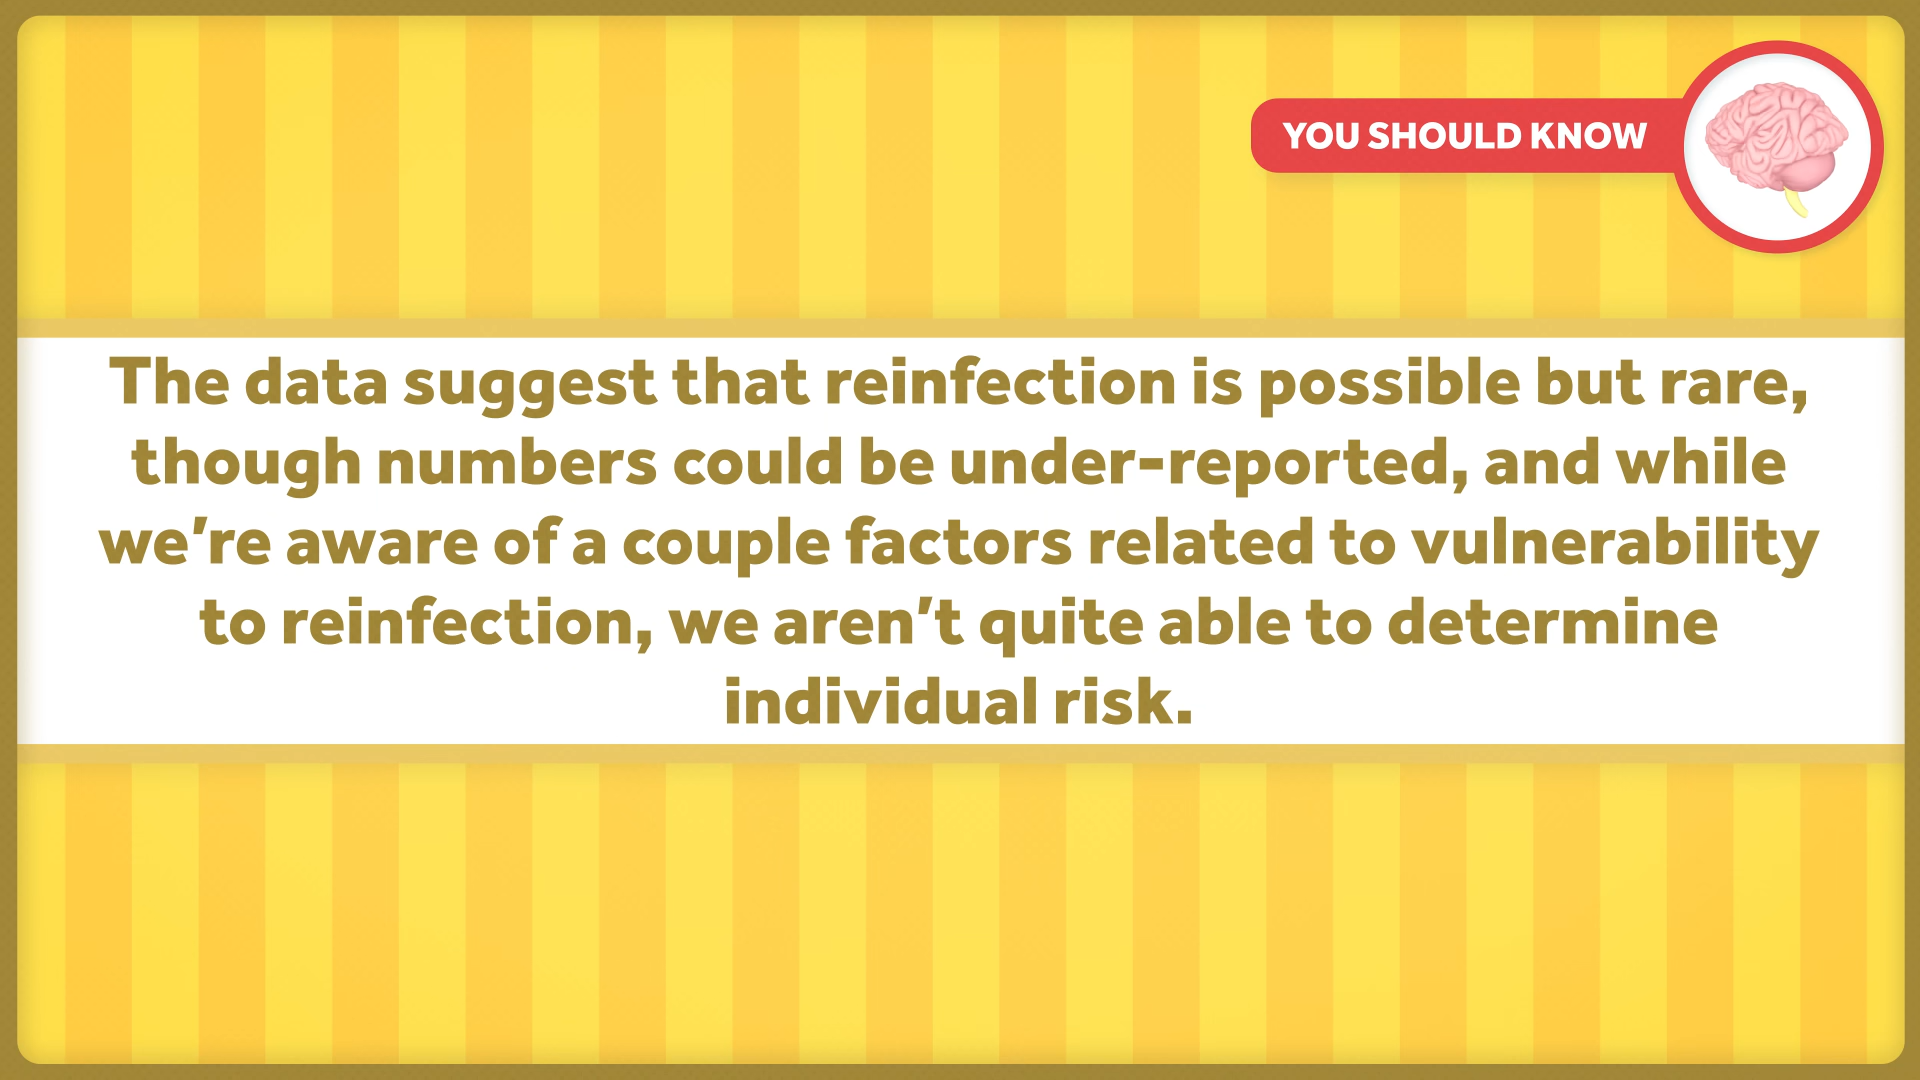 YOU SHOULD KNOW
The data suggest that reinfection is possible but rare,
though numbers could be under-reported, and while
we're aware of a couple factors related to vulnerability
to reinfection, we aren't quite able to determine
individual risk.